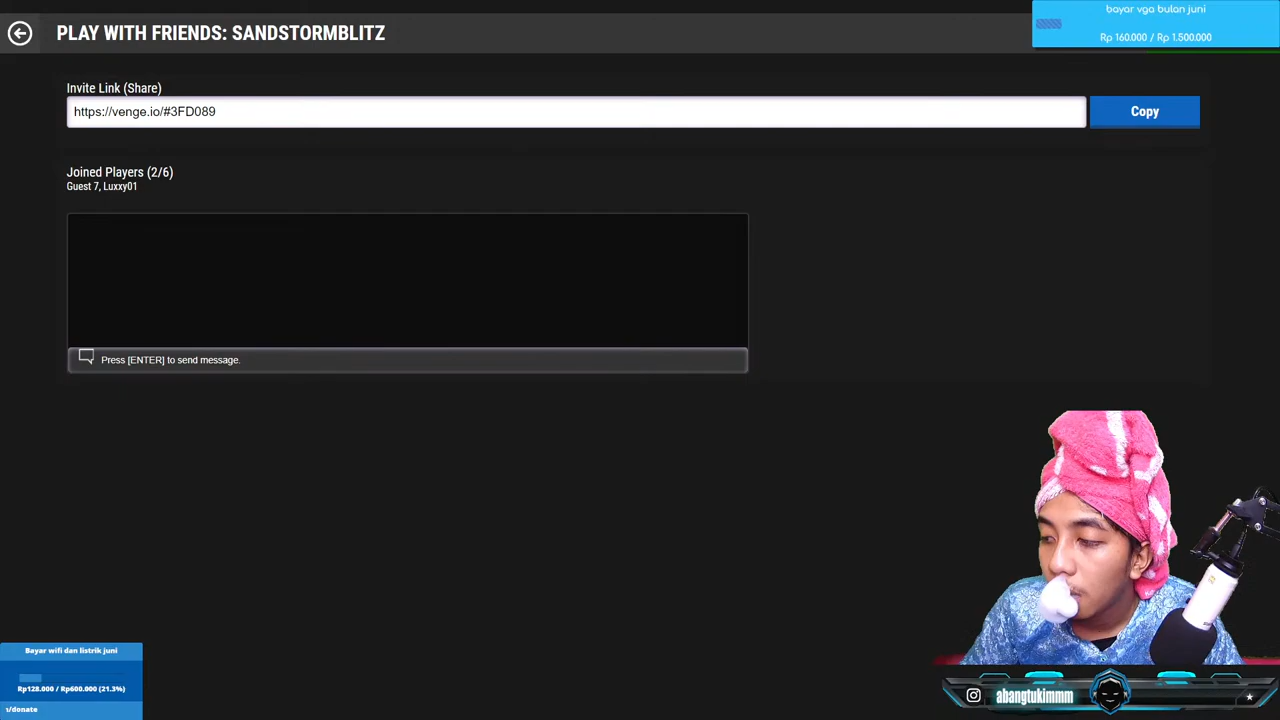 PLAY WITH FRIENDS: SANDSTORMBLITZ
bayar vga bulan juni
Rp 160.000 / Rp 1.500.000
Invite Link (Share)
https://venge.io/#3FD089
Copy
Joined Players (2/6)
Guest 7, Luxxy01
Press [ENTER] to send message.
Bayar wifi dan listrik juni
Rp128.000 / Rp600.000 (21.3%)
t/donate
abangtukimmm